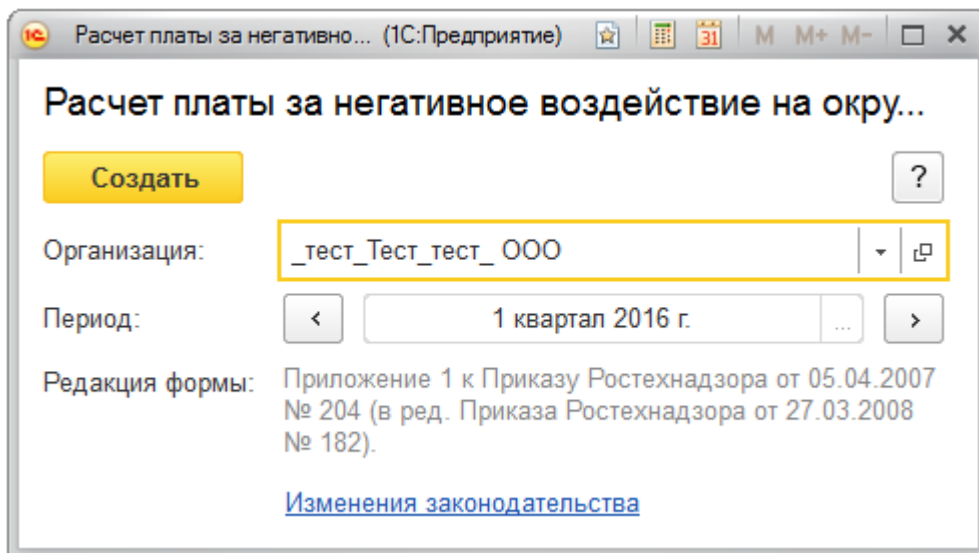 1С Расчет платы за негативно... (1С:Предприятие) 31 M M+ M-
Расчет платы за негативное воздействие на окру...
Создать ?
Организация: _тест_Тест_тест_ ООО
Период: < 1 квартал 2016 г. ... >
Редакция формы: Приложение 1 к Приказу Ростехнадзора от 05.04.2007
№ 204 (в ред. Приказа Ростехнадзора от 27.03.2008
№ 182).
Изменения законодательства